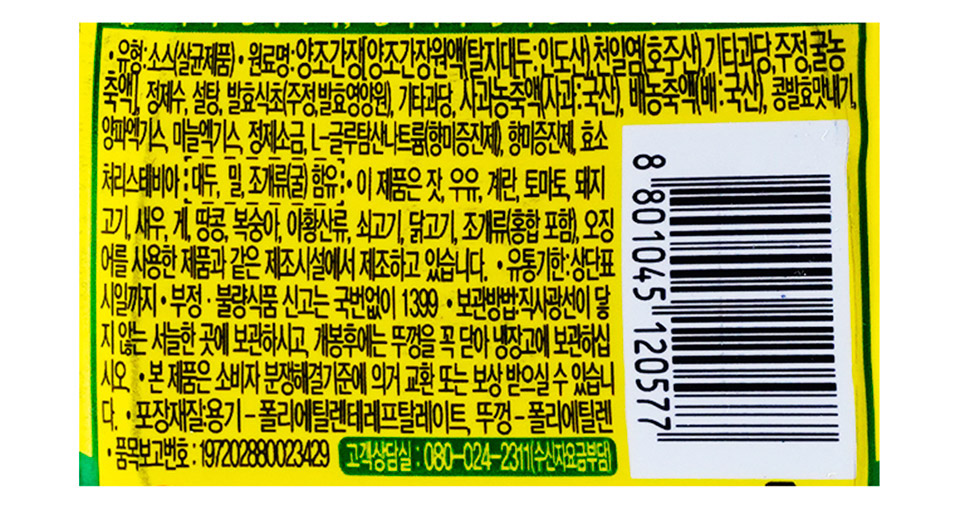 •유형:소스(살균제품)•원료명:양조간장[양조간장원액(탈지대두:인도산), 천일염(호주산), 기타과당, 주정, 굴농
축액], 정제수, 설탕, 발효식초(주정, 발효영양원), 기타과당, 사과농축액(사과:국산), 배농축액(배:국산), 콩발효맛내기,
양파엑기스, 마늘엑기스, 정제소금, L-글루탐산나트륨(향미증진제), 향미증진제, 효소
처리스테비아 대두, 밀, 조개류(굴) 함유 •이 제품은 잣, 우유, 계란, 토마토, 돼지
고기, 새우, 게, 땅콩, 복숭아, 아황산류, 쇠고기, 닭고기, 조개류(홍합 포함), 오징
어를 사용한 제품과 같은 제조시설에서 제조하고 있습니다. •유통기한:상단표
시일까지 •부정·불량식품 신고는 국번없이 1399 •보관방법:직사광선이 닿
지 않는 서늘한 곳에 보관하시고, 개봉후에는 뚜껑을 꼭 닫아 냉장고에 보관하십
시오. •본 제품은 소비자 분쟁해결기준에 의거 교환 또는 보상 받으실 수 있습니
다. •포장재질:용기-폴리에틸렌테레프탈레이트, 뚜껑-폴리에틸렌
•품목보고번호:197202880023429 고객상담실:080-024-2311(수신자요금부담)
8 801045 120577